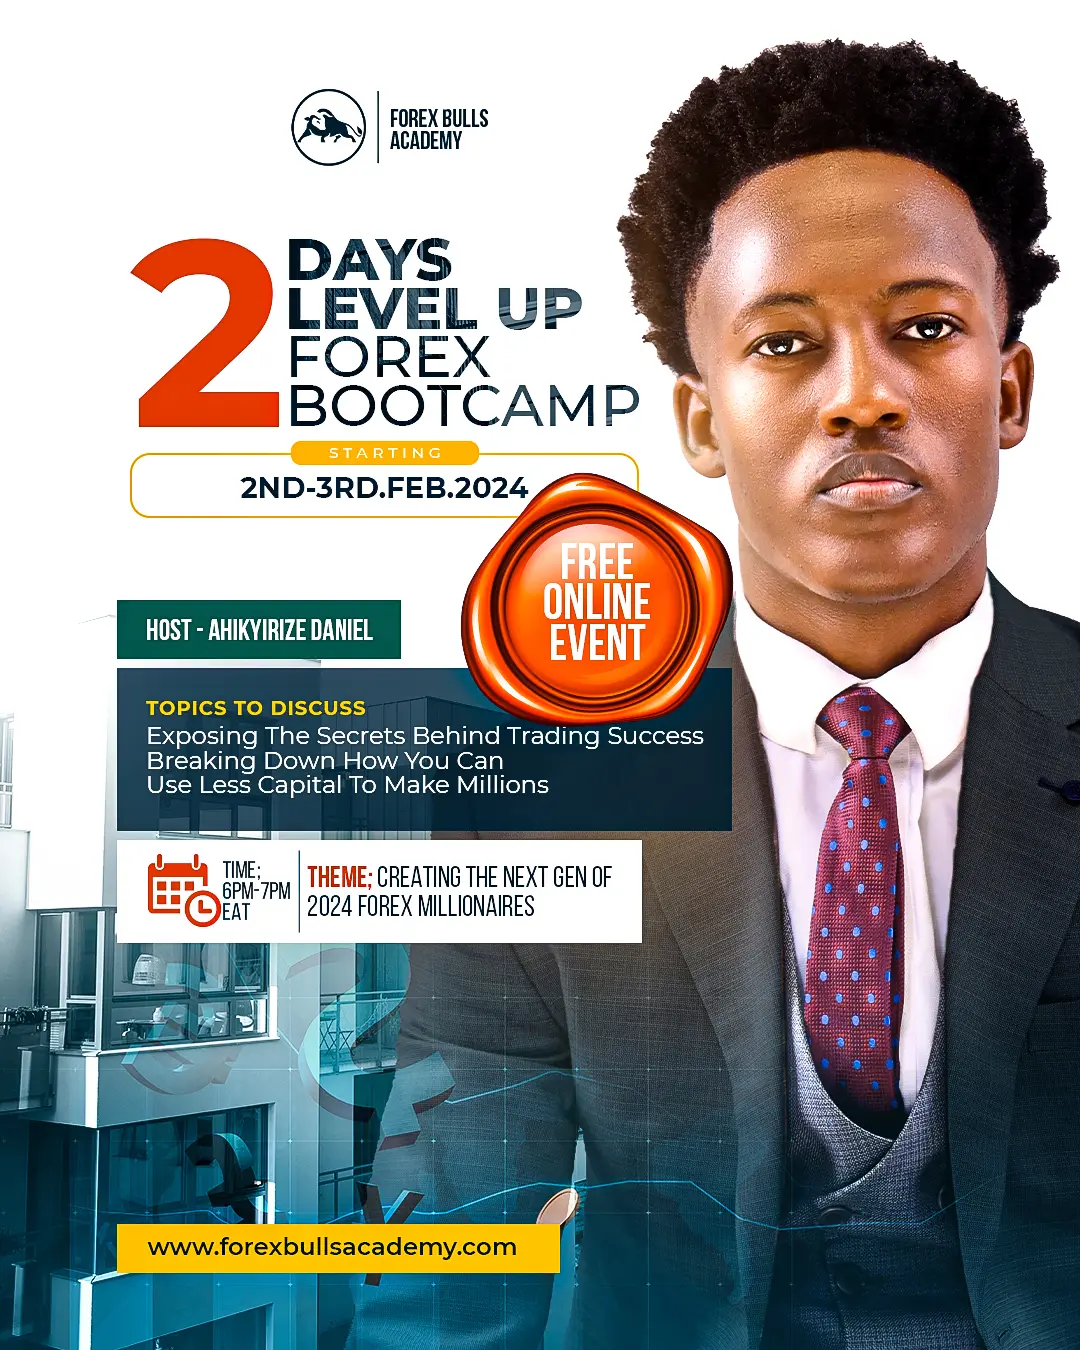 FOREX BULLS
ACADEMY
2 DAYS
LEVEL UP
FOREX
BOOTCAMP
STARTING
2ND-3RD.FEB.2024
FREE
ONLINE
EVENT
HOST - AHIKYIRIZE DANIEL
TOPICS TO DISCUSS
Exposing The Secrets Behind Trading Success
Breaking Down How You Can
Use Less Capital To Make Millions
TIME;
6PM-7PM
EAT
THEME; CREATING THE NEXT GEN OF
2024 FOREX MILLIONAIRES
www.forexbullsacademy.com